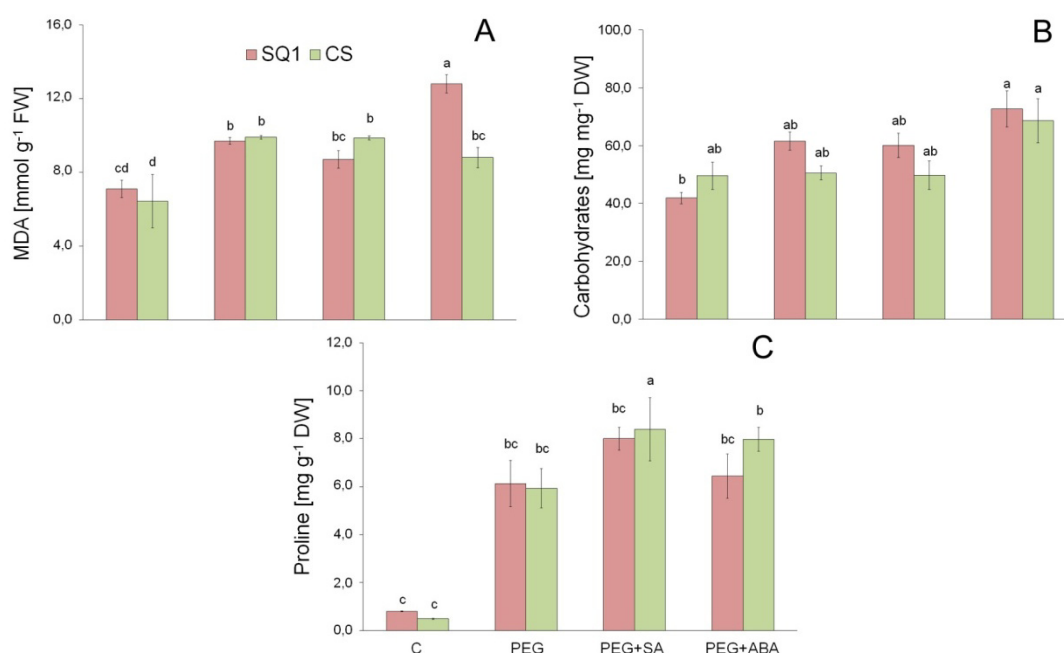 A
SQ1 CS
MDA [mmol g-1 FW]
16,0
12,0
8,0
4,0
0,0
cd d b b bc b a bc
B
Carbohydrates [mg mg-1 DW]
100,0
80,0
60,0
40,0
20,0
0,0
b ab ab ab ab ab a a
C
Proline [mg g-1 DW]
12,0
10,0
8,0
6,0
4,0
2,0
0,0
c c bc bc bc a bc b
C PEG PEG+SA PEG+ABA